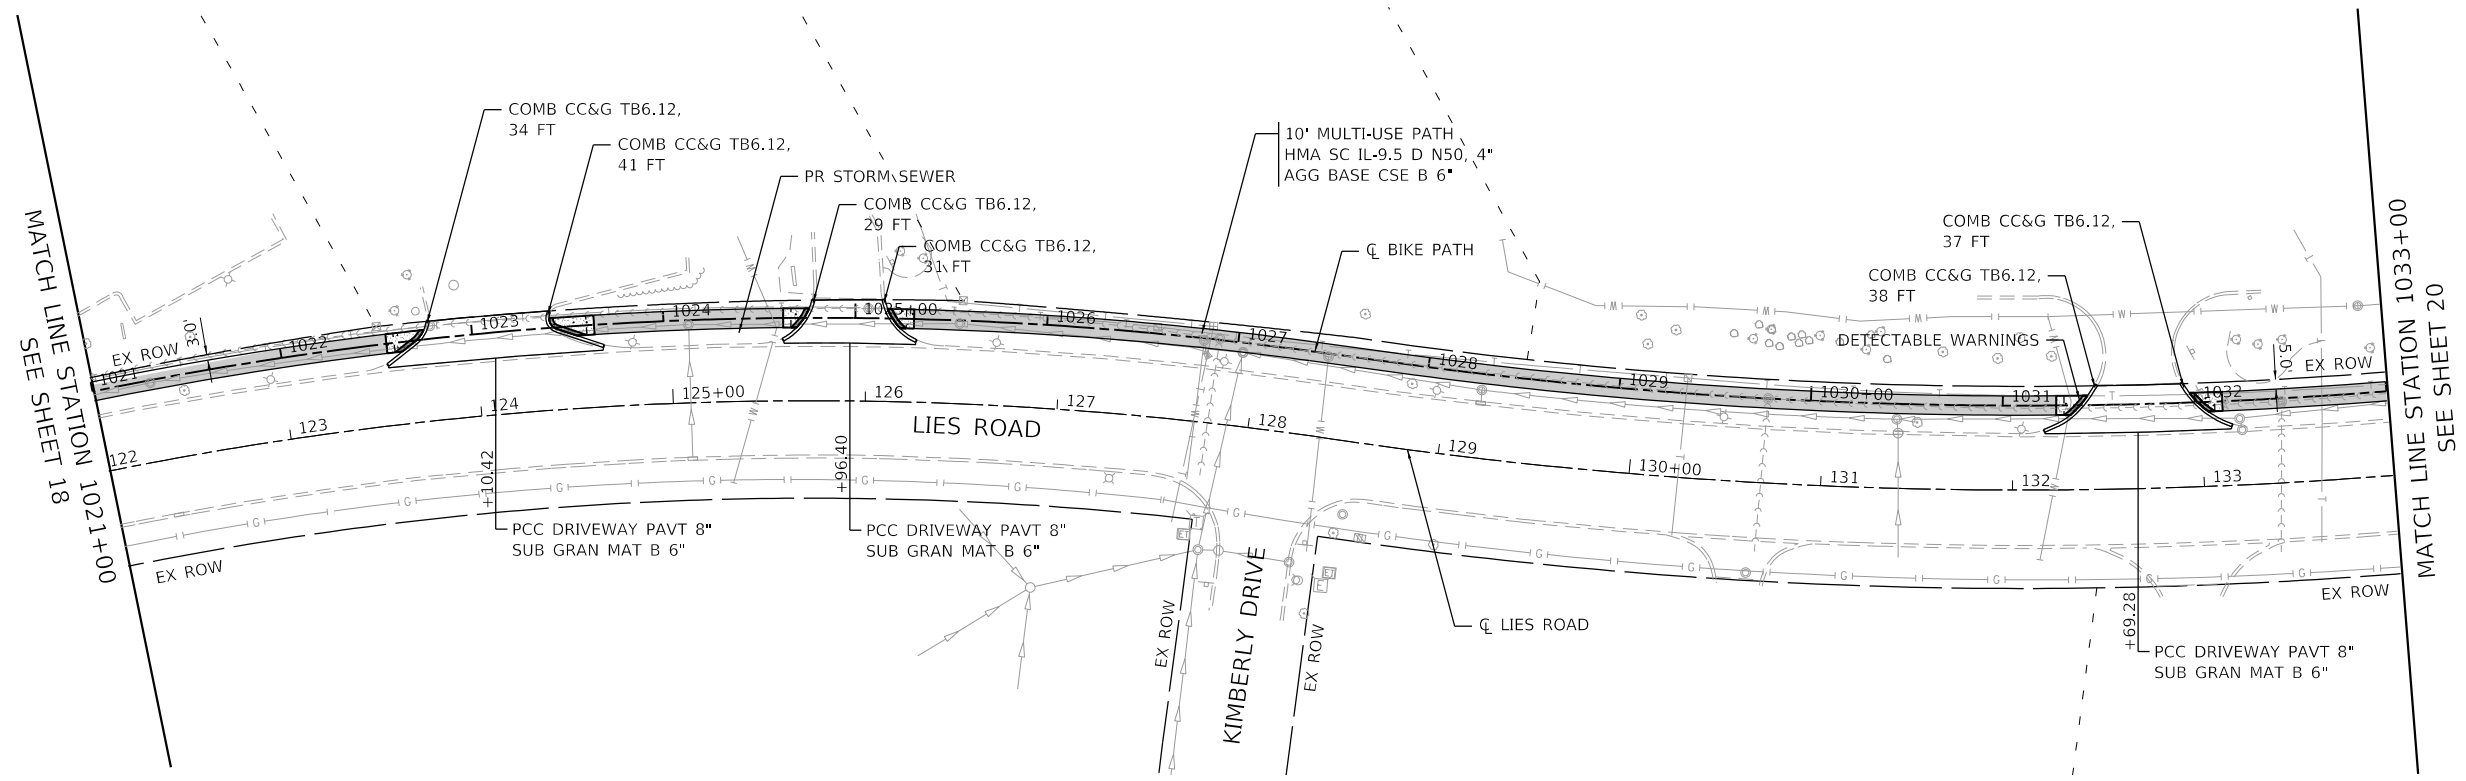 COMB CC&G TB6.12,
34 FT
COMB CC&G TB6.12,
41 FT
PR STORM SEWER
COMB CC&G TB6.12,
29 FT
COMB CC&G TB6.12,
31 FT
10' MULTI-USE PATH
HMA SC IL-9.5 D N50, 4"
AGG BASE CSE B 6"
℄ BIKE PATH
COMB CC&G TB6.12,
37 FT
COMB CC&G TB6.12,
38 FT
DETECTABLE WARNINGS
MATCH LINE STATION 1021+00
SEE SHEET 18
MATCH LINE STATION 1033+00
SEE SHEET 20
EX ROW
3.0'
5.0'
EX ROW
1021
1022
1023
1024
1025+00
1026
1027
1028
1029
1030+00
1031
1032
122
123
124
125+00
126
127
128
129
130+00
131
132
133
LIES ROAD
+10.42
+96.40
+69.28
PCC DRIVEWAY PAVT 8"
SUB GRAN MAT B 6"
PCC DRIVEWAY PAVT 8"
SUB GRAN MAT B 6"
PCC DRIVEWAY PAVT 8"
SUB GRAN MAT B 6"
EX ROW
EX ROW
KIMBERLY DRIVE
EX ROW
℄ LIES ROAD
EX ROW
G G G G G G G G G G G G G G
W W W W W
ET
ET
E